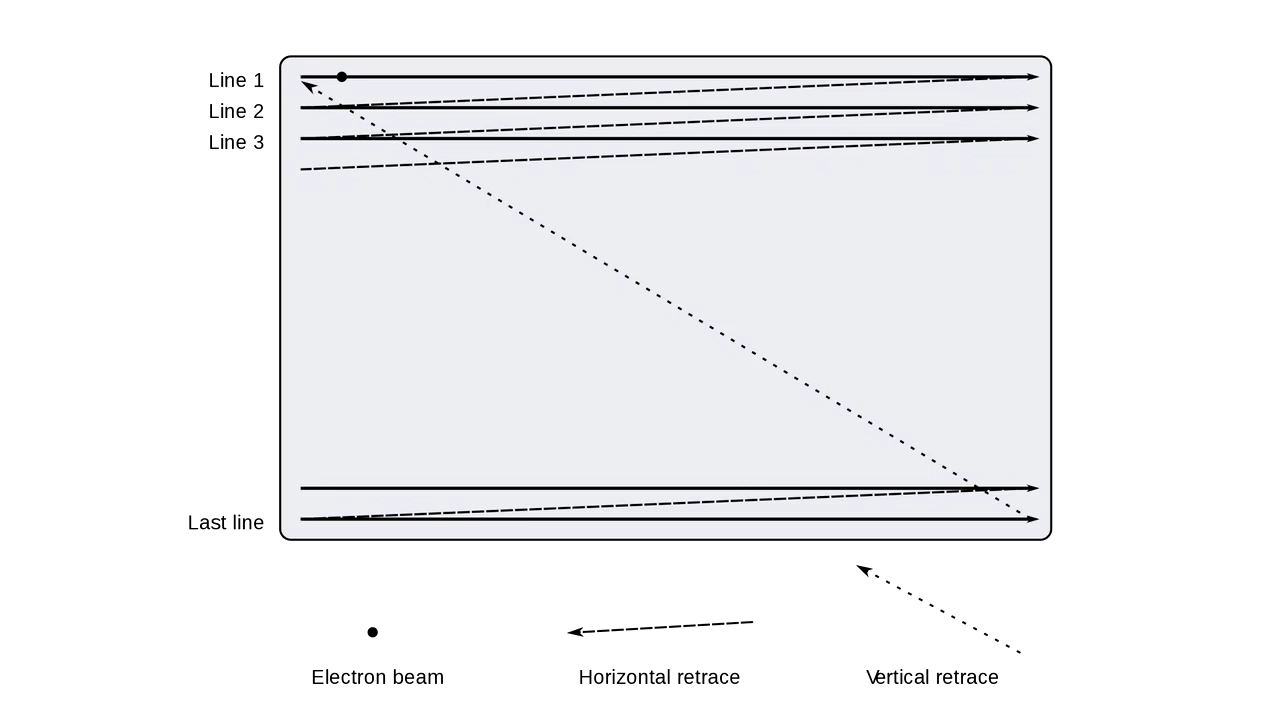 Line 1
Line 2
Line 3
Last line
Electron beam
Horizontal retrace
Vertical retrace